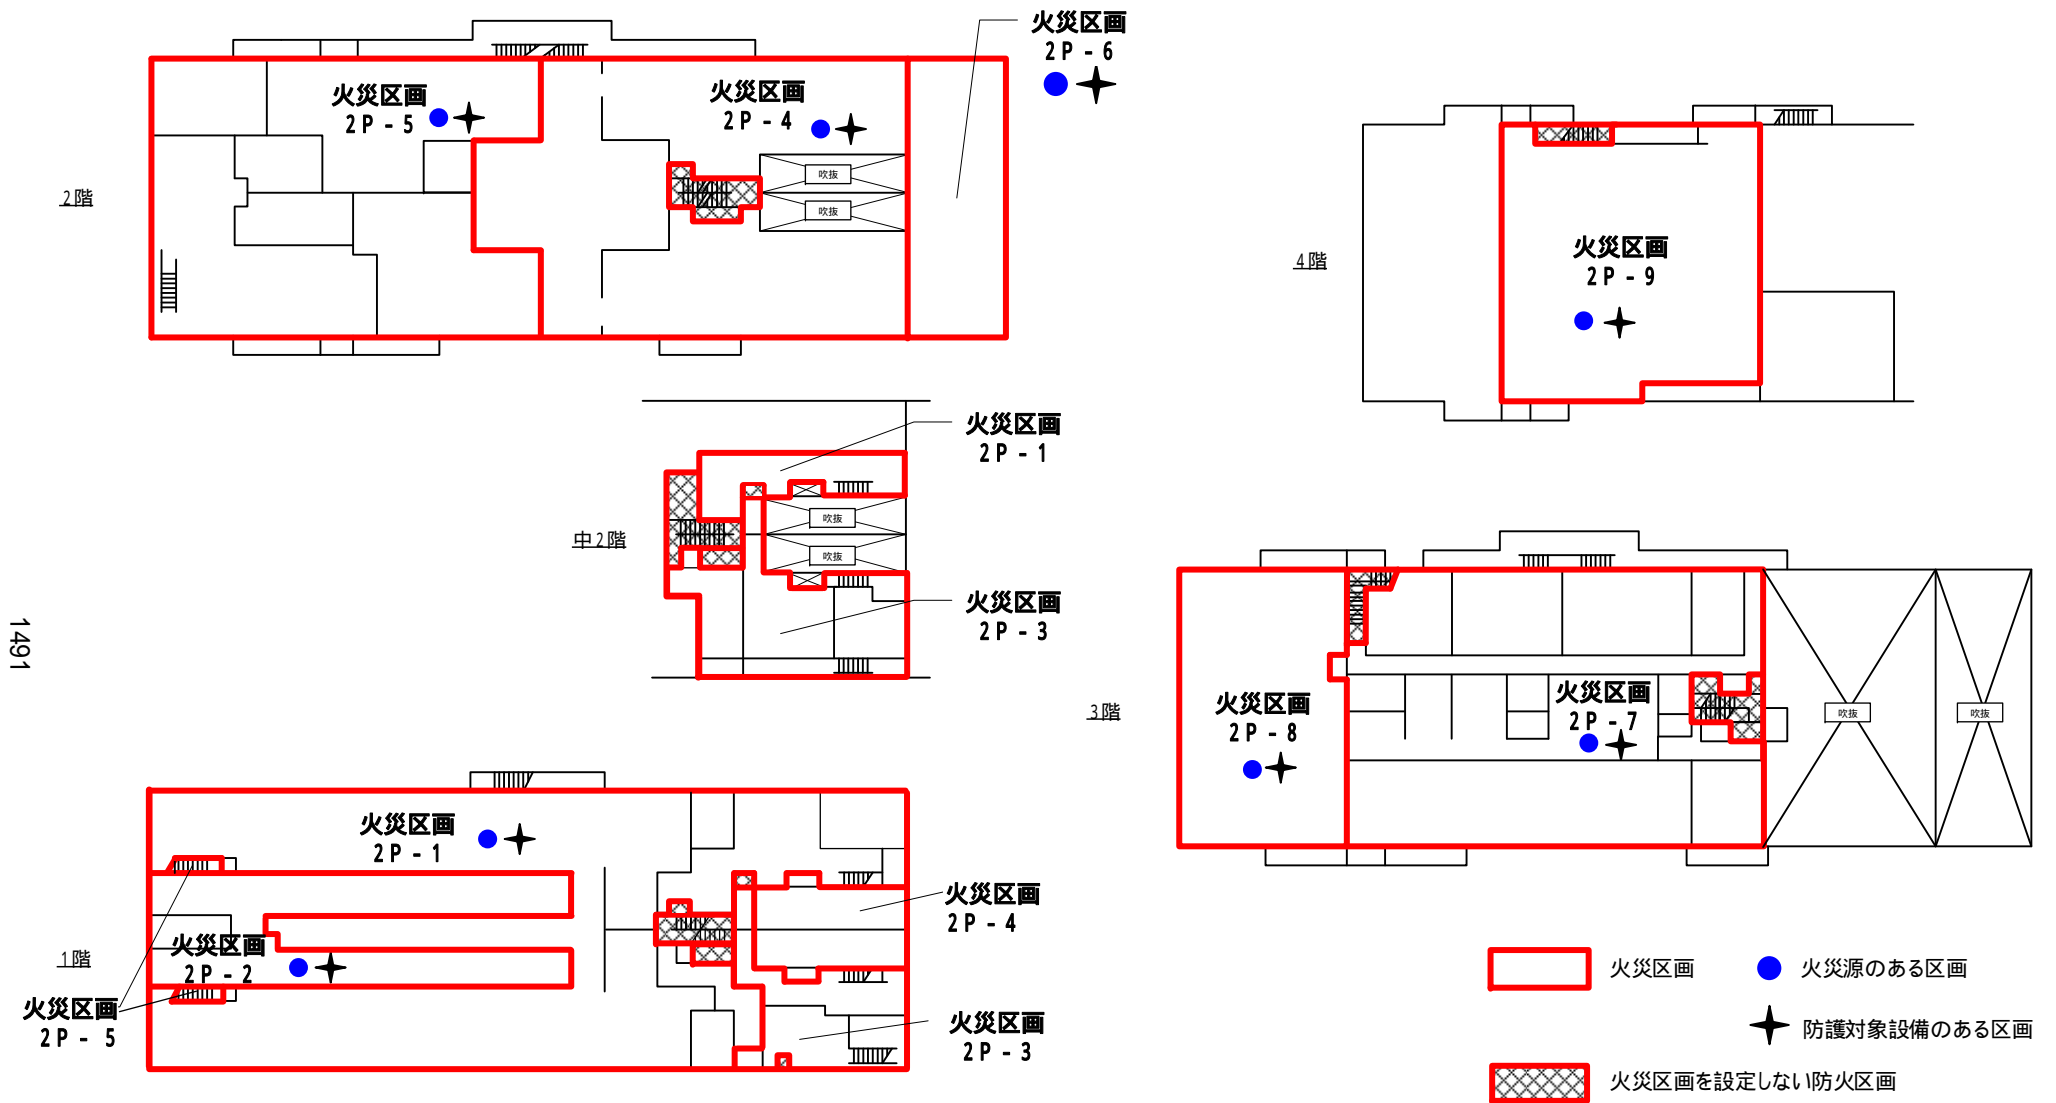 火災区画
2P-6
火災区画
2P-5
火災区画
2P-4
吹抜
吹抜
2階
火災区画
2P-9
4階
火災区画
2P-1
吹抜
吹抜
中2階
火災区画
2P-3
火災区画
2P-8
火災区画
2P-7
吹抜
吹抜
3階
火災区画
2P-1
火災区画
2P-4
火災区画
2P-2
1階
火災区画
2P-5
火災区画
2P-3
火災区画
火災源のある区画
防護対象設備のある区画
火災区画を設定しない防火区画
1491